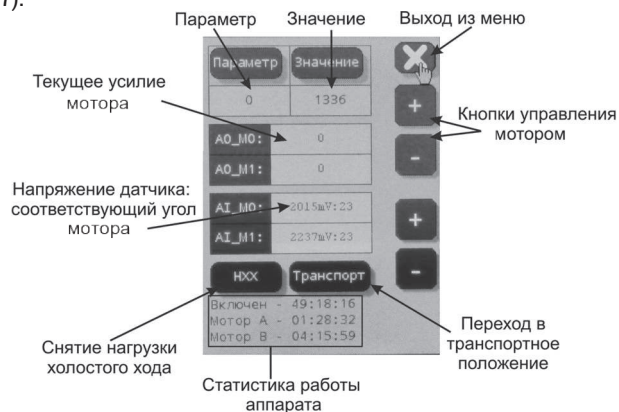 7).
Параметр
Значение
Выход из меню
Параметр
Значение
0
1336
+
-
Текущее усилие
мотора
Кнопки управления
мотором
A0_M0:
0
A0_M1:
0
Напряжение датчика:
соответствующий угол
мотора
AI_M0:
2015mV:23
AI_M1:
2237mV:23
+
-
НХХ
Транспорт
Включен - 49:18:16
Мотор A - 01:28:32
Мотор B - 04:15:59
Снятие нагрузки
холостого хода
Статистика работы
аппарата
Переход в
транспортное
положение